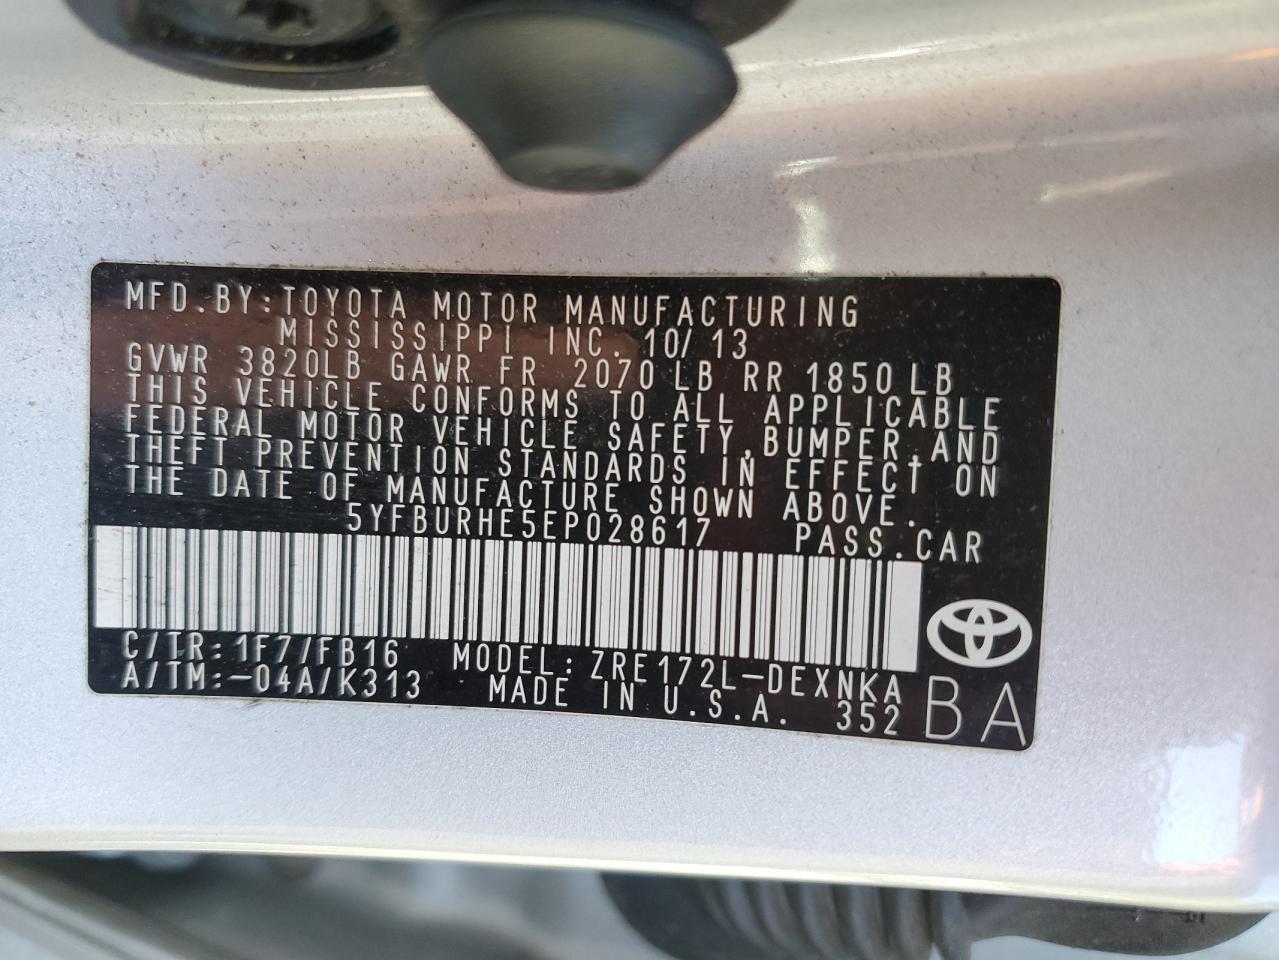 MFD.BY:TOYOTA MOTOR MANUFACTURING
MISSISSIPPI INC. 10/13
GVWR 3820LB GAWR FR 2070LB RR 1850LB
THIS VEHICLE CONFORMS TO ALL APPLICABLE
FEDERAL MOTOR VEHICLE SAFETY,BUMPER,AND
THEFT PREVENTION STANDARDS IN EFFECT ON
THE DATE OF MANUFACTURE SHOWN ABOVE.
5YFBURHE5EP028617 PASS.CAR
C/TR:1F7/FB16 MODEL:ZRE172L-DEXNKA
A/TM:-04A/K313 MADE IN U.S.A. 352 BA